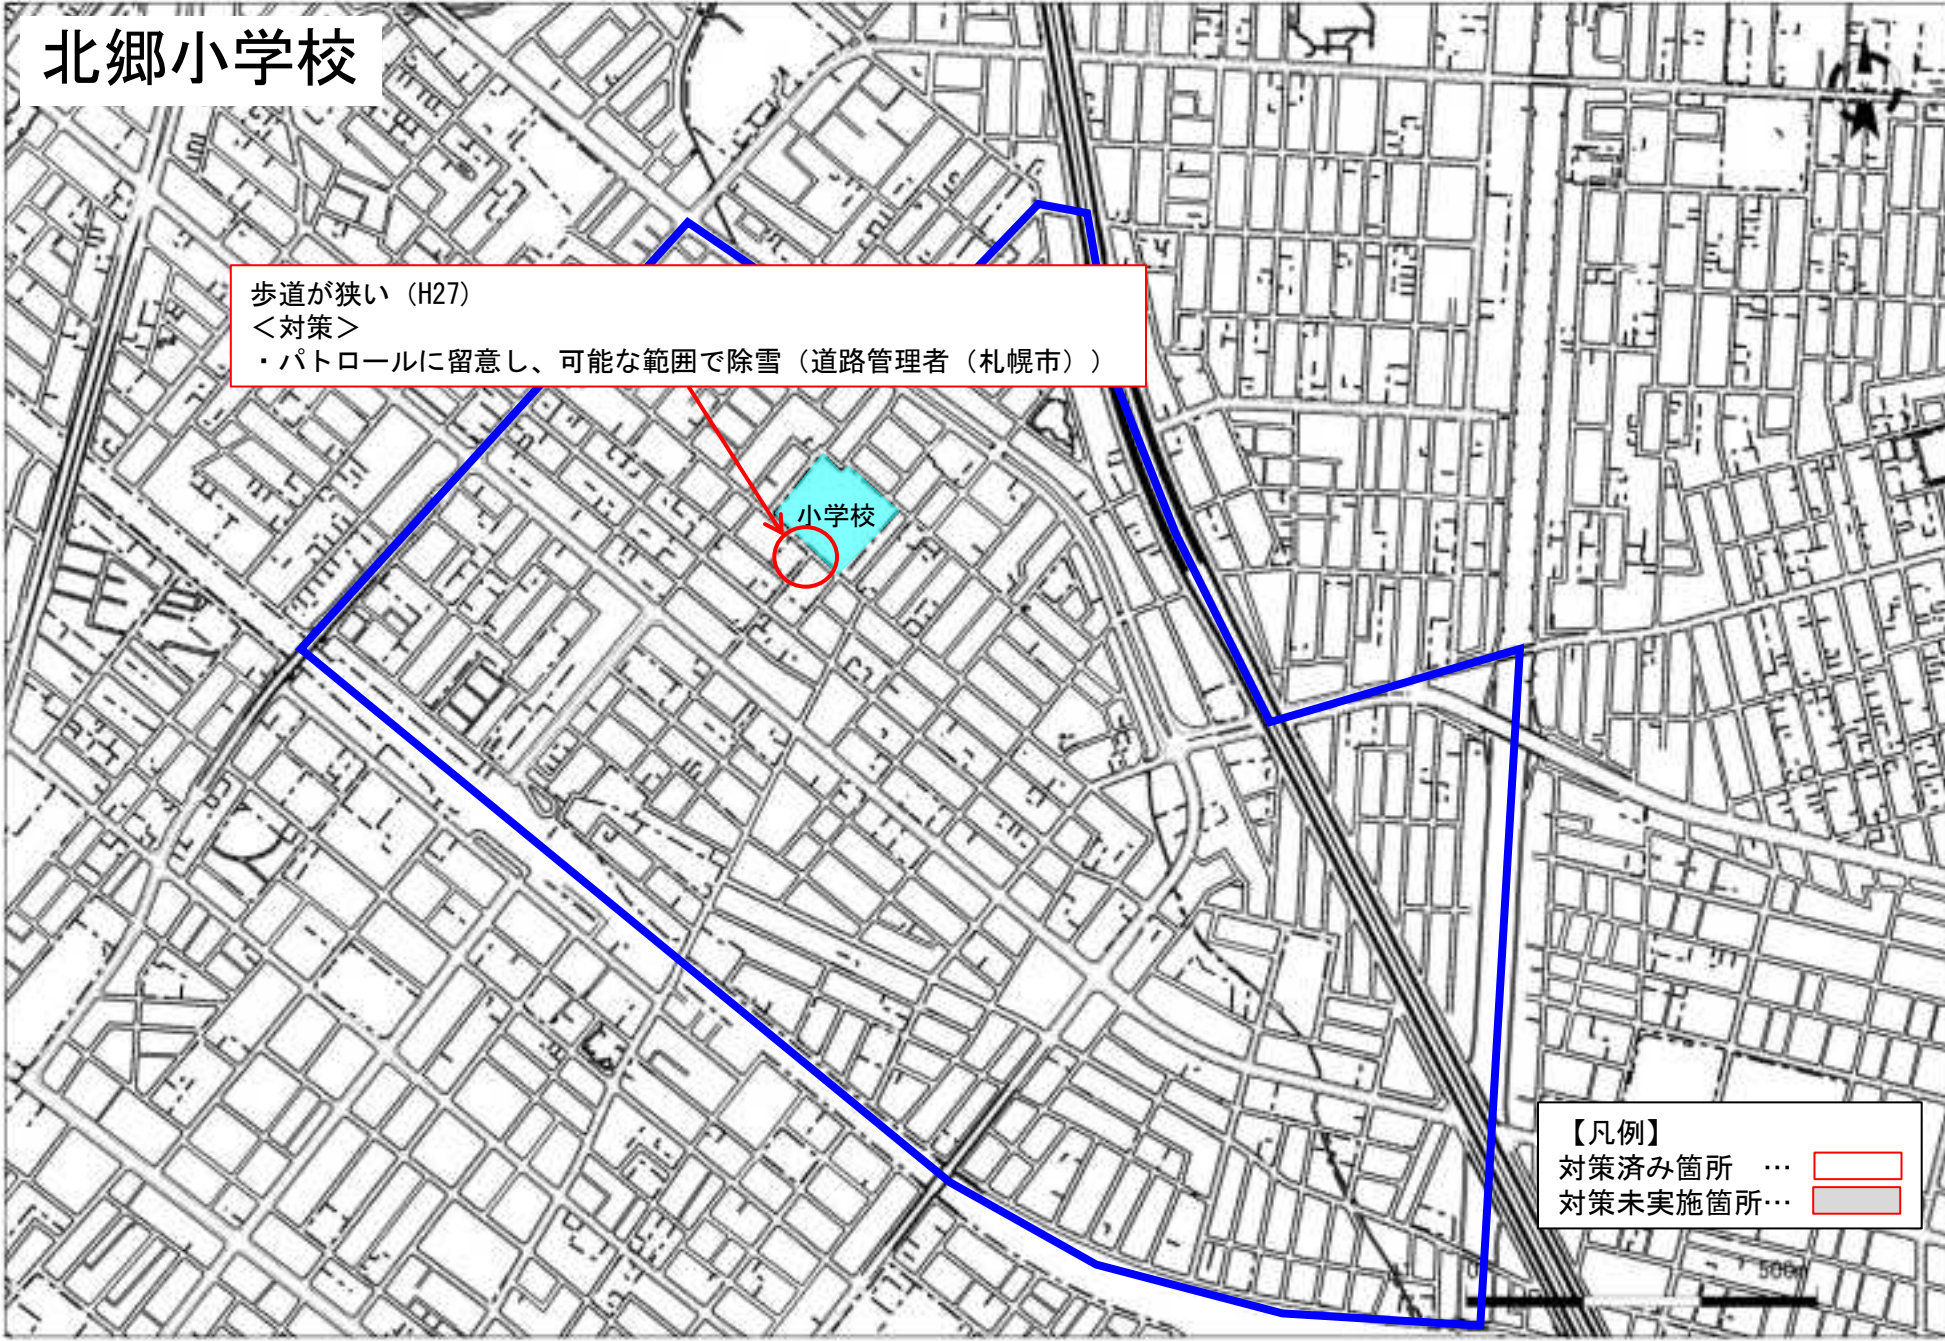 北郷小学校
歩道が狭い（H27）
＜対策＞
・パトロールに留意し、可能な範囲で除雪（道路管理者（札幌市））
小学校
【凡例】
対策済み箇所　…
対策未実施箇所…
500m